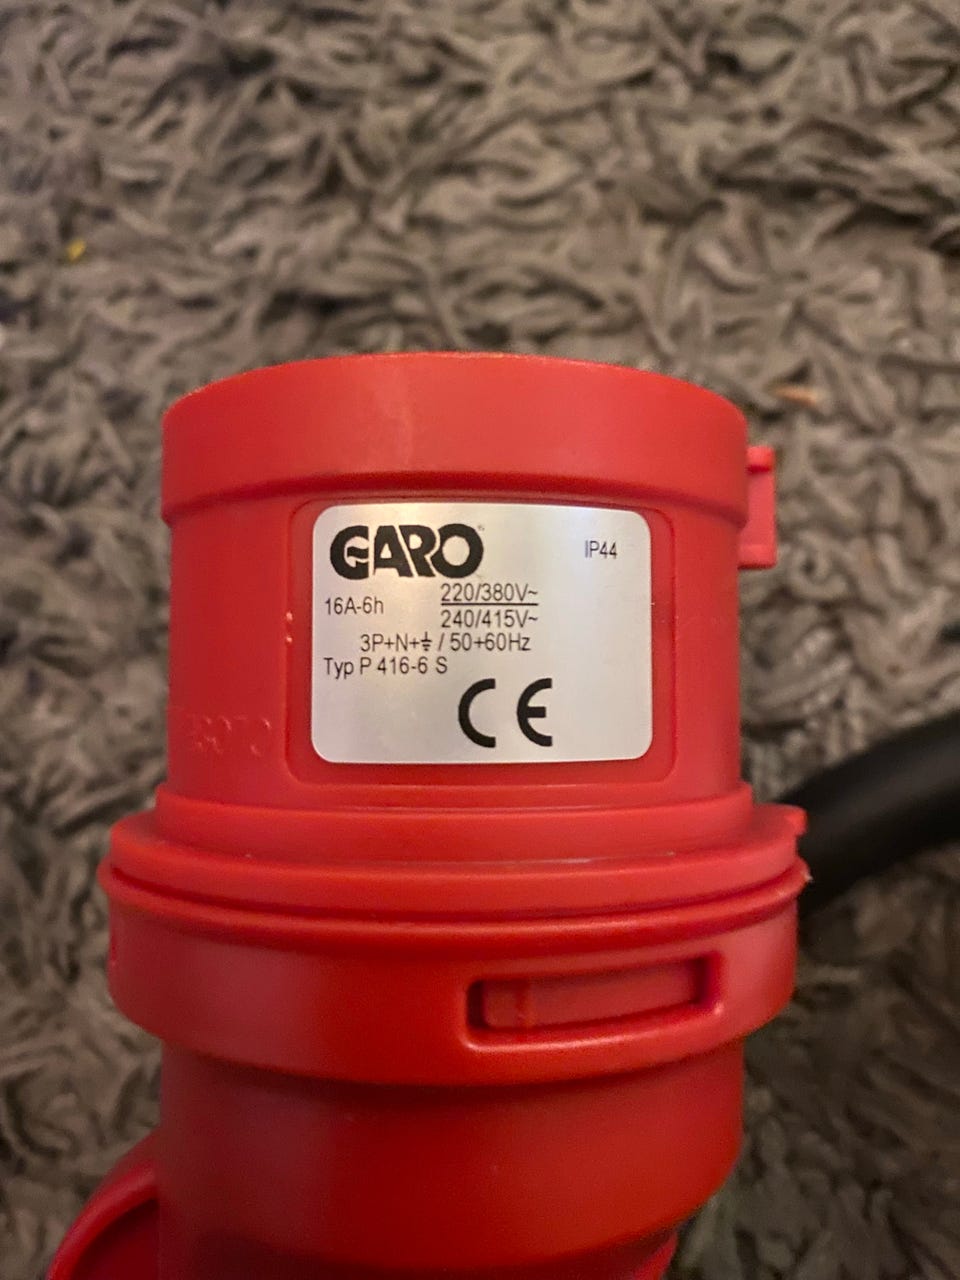 GARO
IP44
16A-6h
220/380V~
240/415V~
3P+N+⏚ / 50+60Hz
Typ P 416-6 S
CE